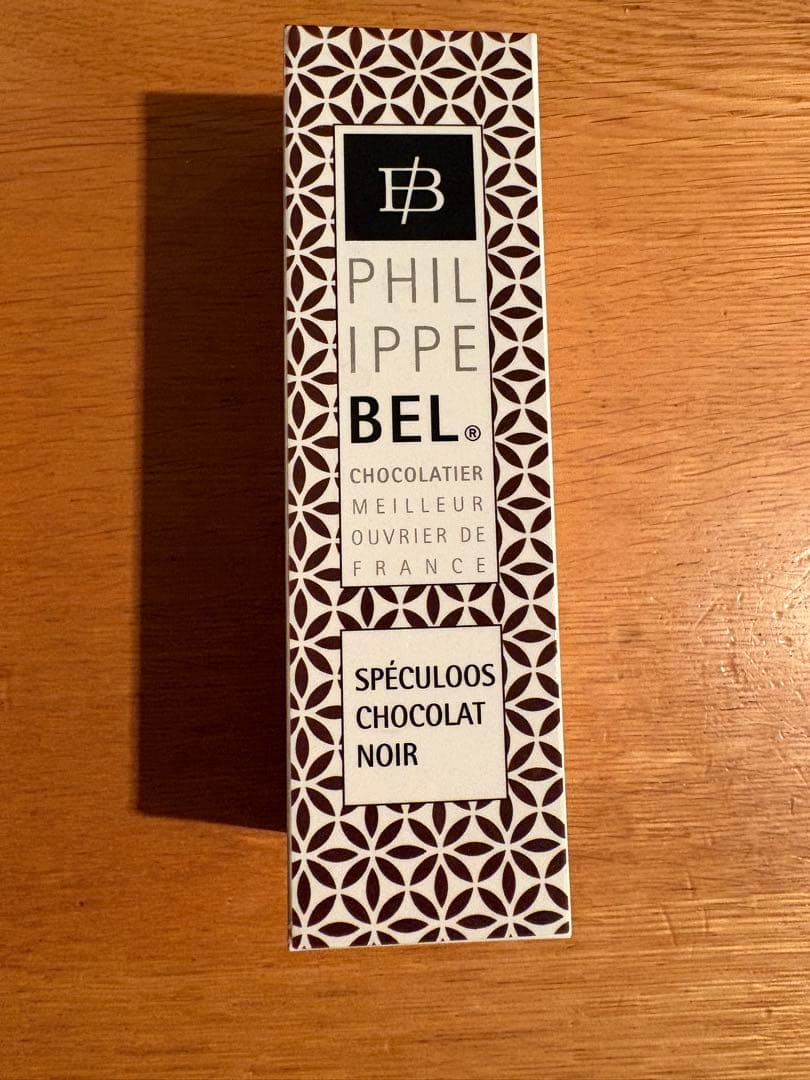 PHIL
IPPE
BEL®
CHOCOLATIER
MEILLEUR
OUVRIER DE
FRANCE
SPÉCULOOS
CHOCOLAT
NOIR